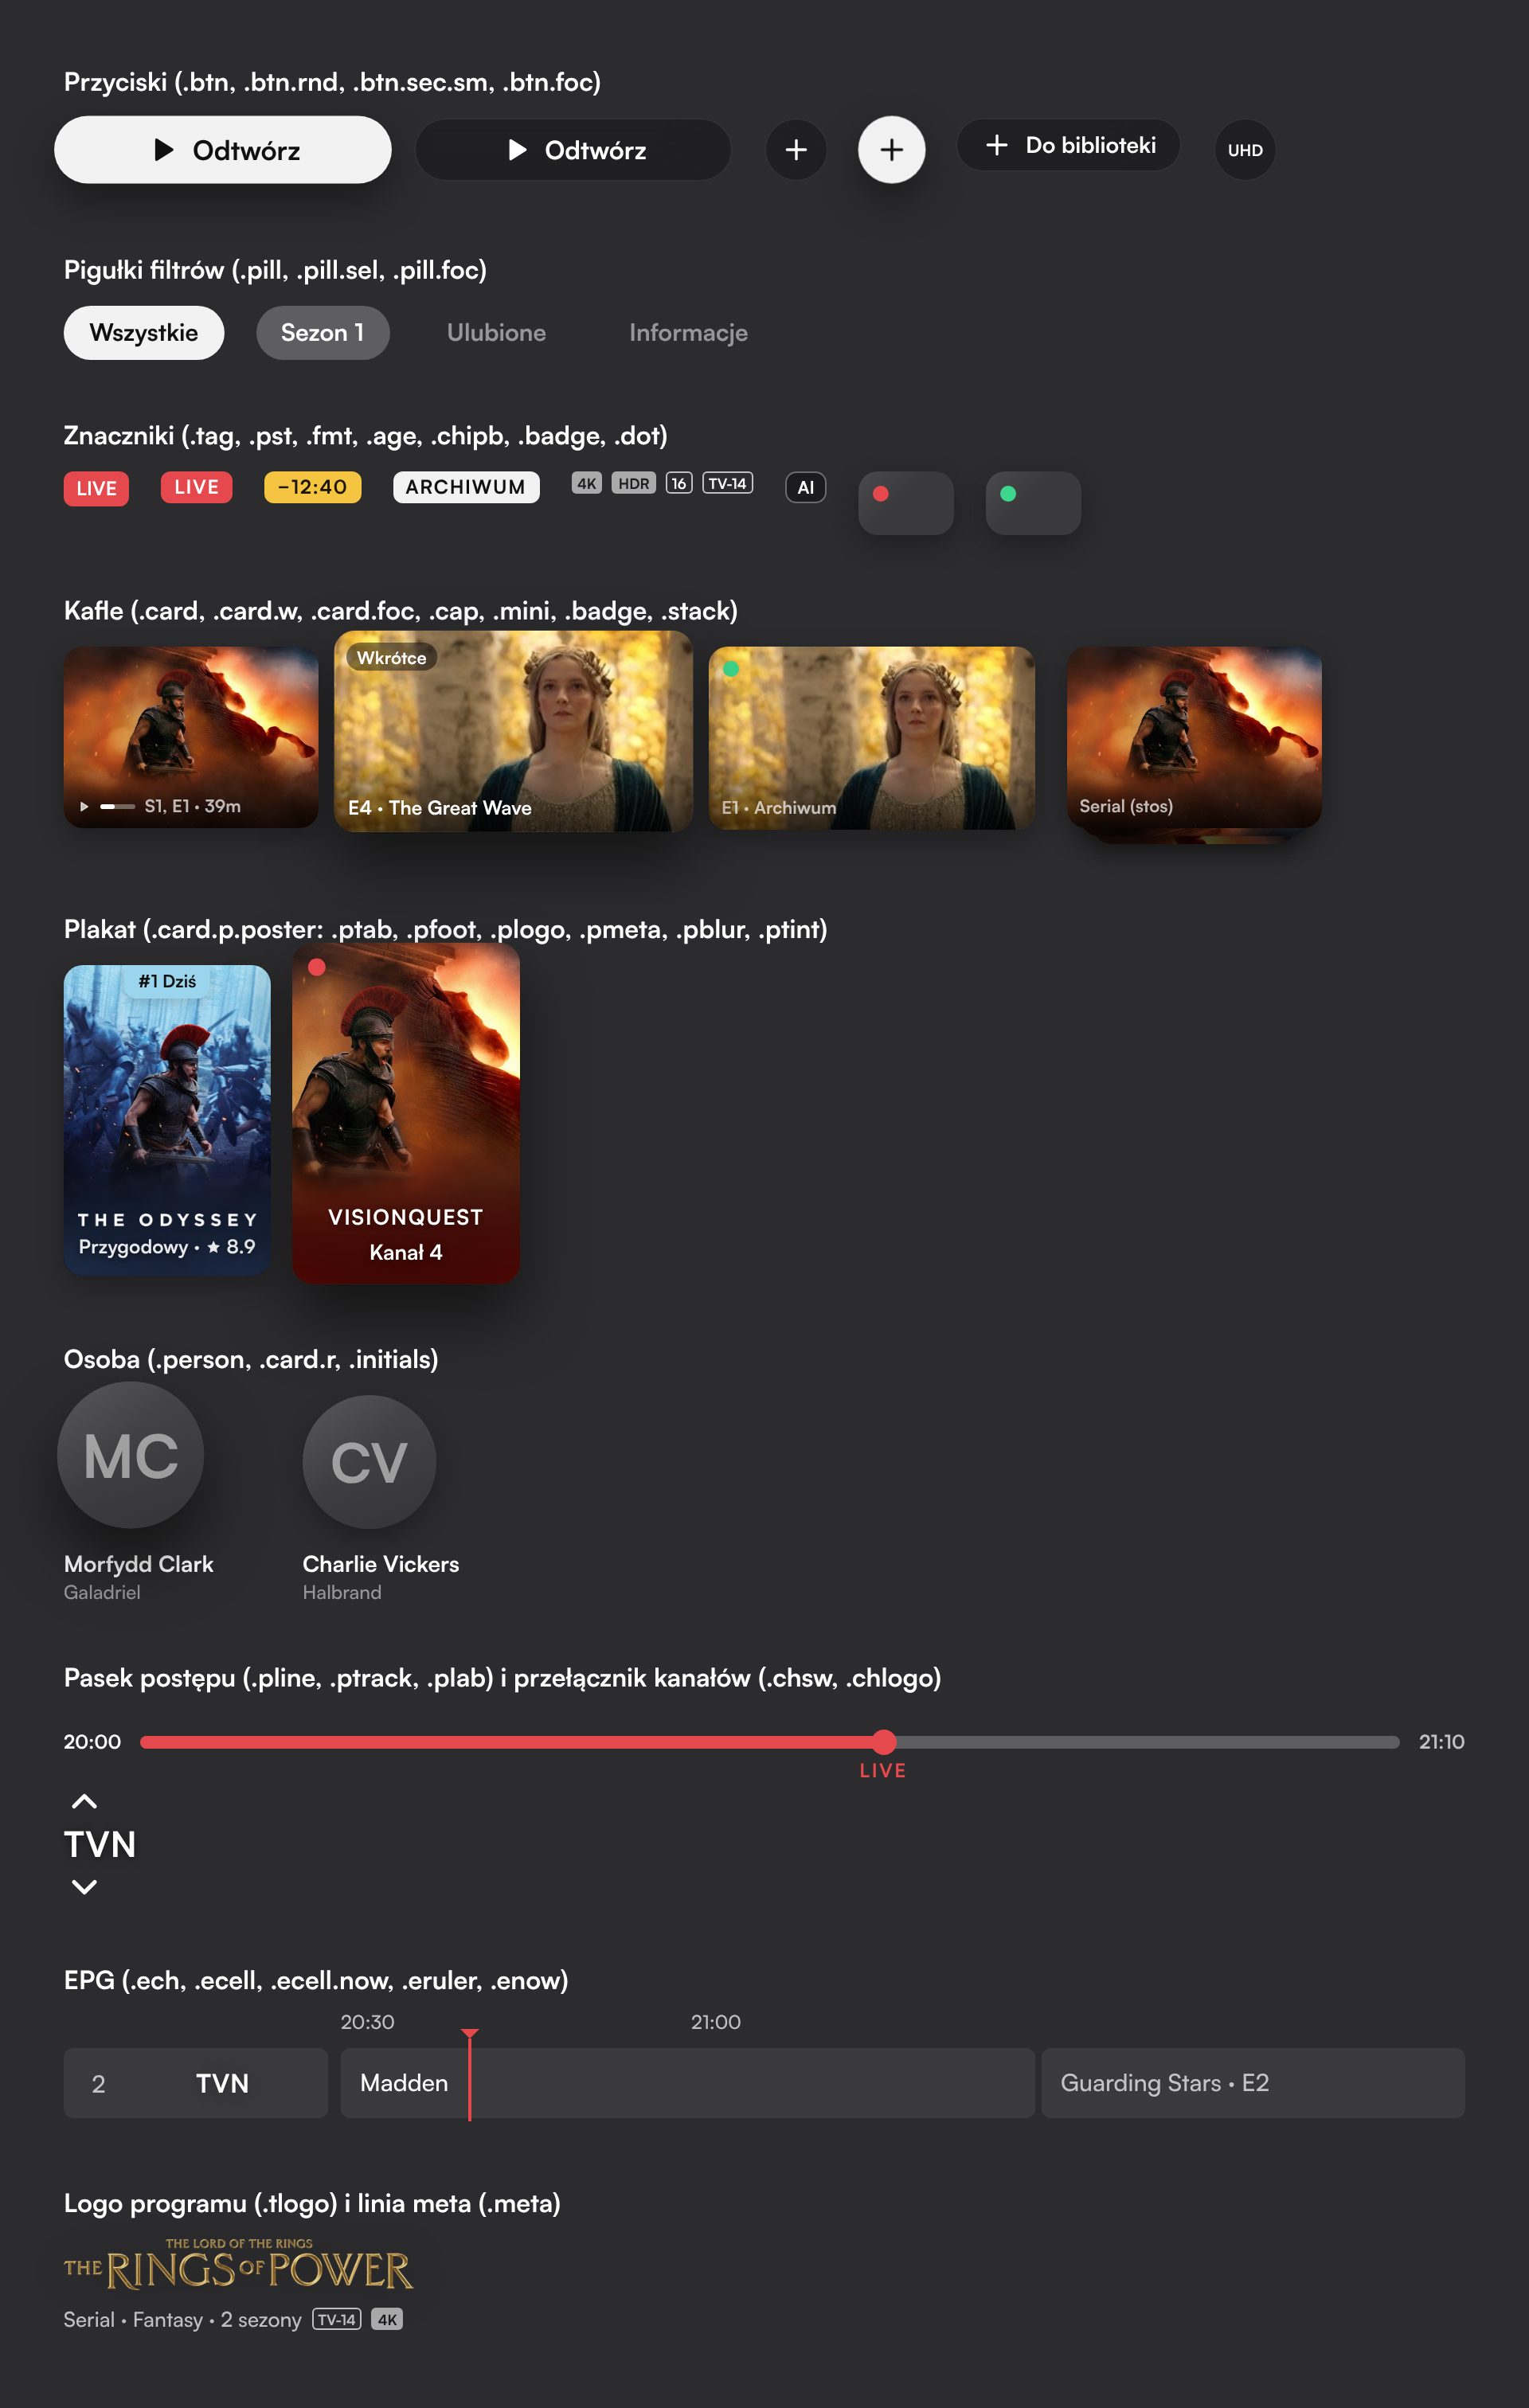 Przyciski (.btn, .btn.rnd, .btn.sec.sm, .btn.foc)
Odtwórz
Odtwórz
Do biblioteki
UHD
Pigułki filtrów (.pill, .pill.sel, .pill.foc)
Wszystkie
Sezon 1
Ulubione
Informacje
Znaczniki (.tag, .pst, .fmt, .age, .chipb, .badge, .dot)
LIVE
LIVE
−12:40
ARCHIWUM
4K
HDR
16
TV-14
AI
Kafle (.card, .card.w, .card.foc, .cap, .mini, .badge, .stack)
S1, E1 · 39m
Wkrótce
E4 · The Great Wave
E1 · Archiwum
Serial (stos)
Plakat (.card.p.poster: .ptab, .pfoot, .plogo, .pmeta, .pblur, .ptint)
#1 Dziś
THE ODYSSEY
Przygodowy · ★ 8.9
VISIONQUEST
Kanał 4
Osoba (.person, .card.r, .initials)
MC
Morfydd Clark
Galadriel
CV
Charlie Vickers
Halbrand
Pasek postępu (.pline, .ptrack, .plab) i przełącznik kanałów (.chsw, .chlogo)
20:00
21:10
LIVE
TVN
EPG (.ech, .ecell, .ecell.now, .eruler, .enow)
20:30
21:00
2
TVN
Madden
Guarding Stars · E2
Logo programu (.tlogo) i linia meta (.meta)
THE LORD OF THE RINGS
THE RINGS OF POWER
Serial · Fantasy · 2 sezony TV-14 4K